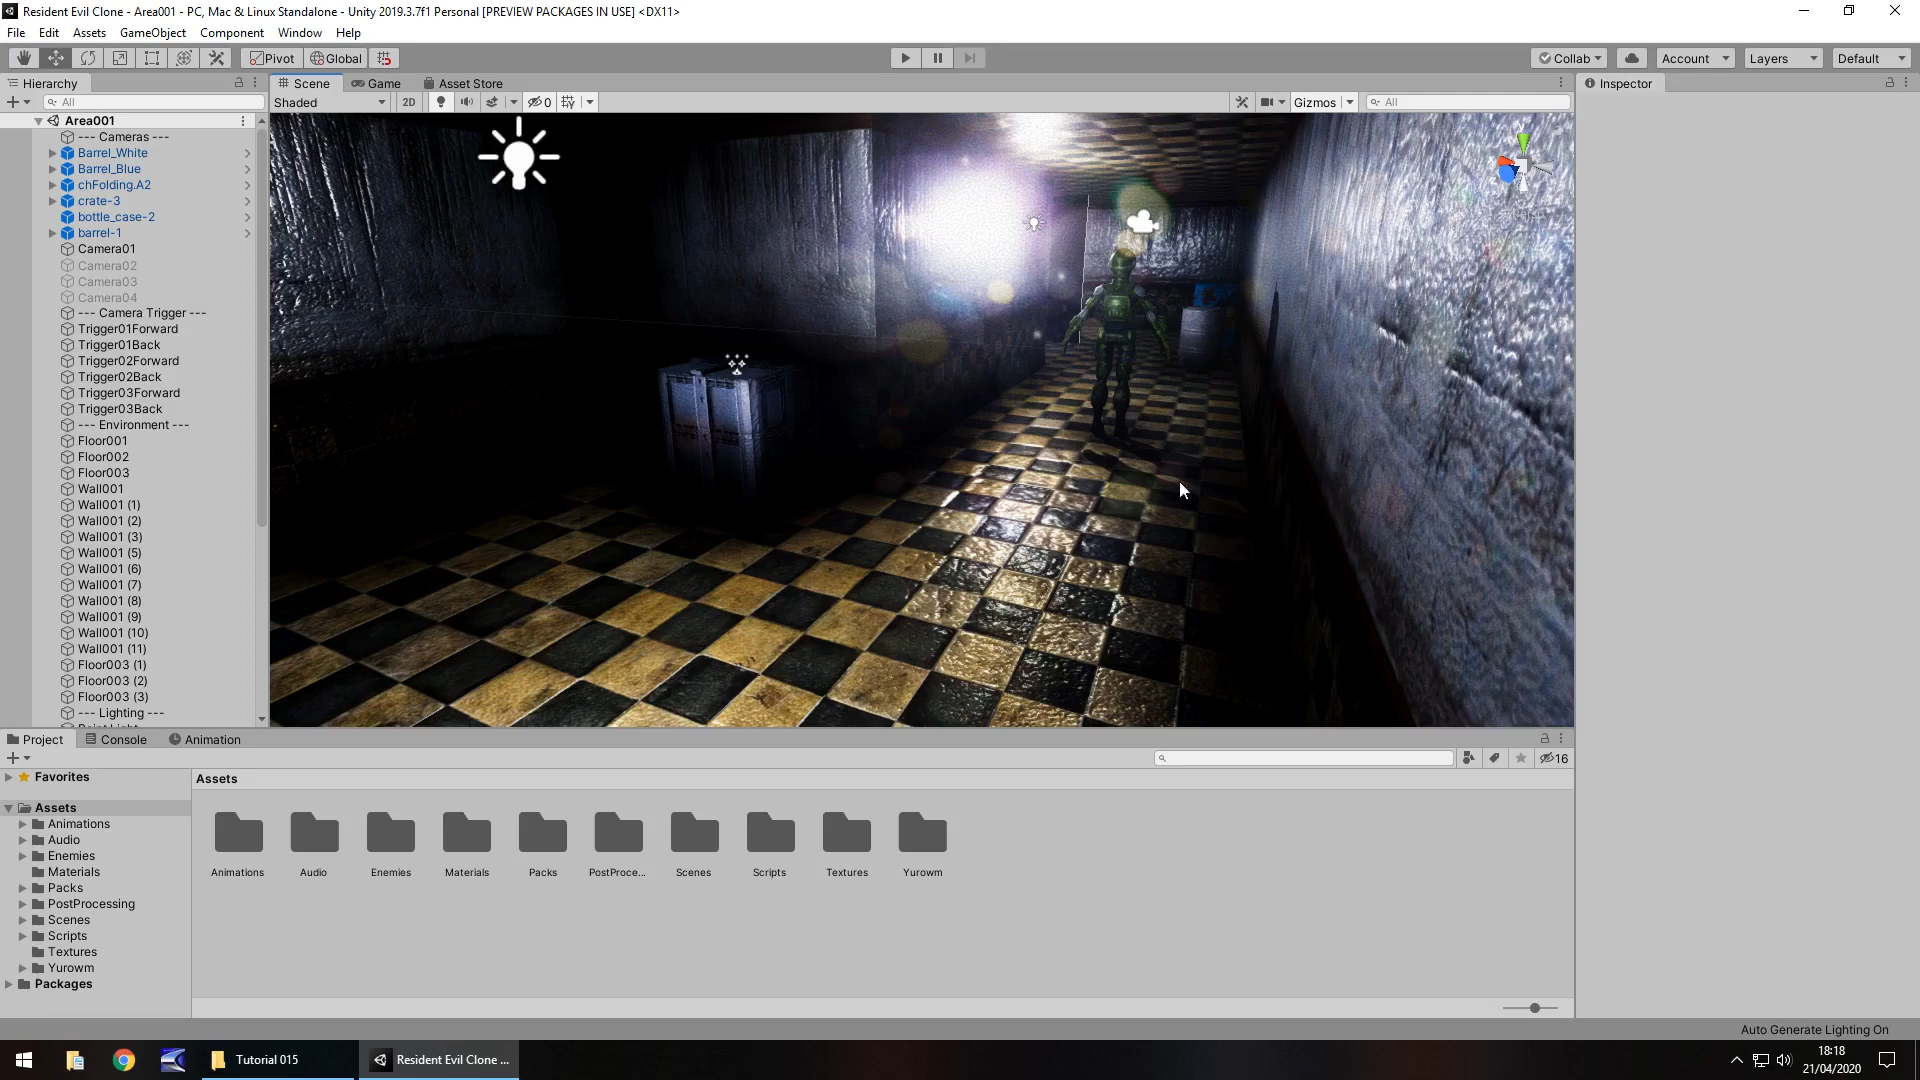 Resident Evil Clone - Area001 - PC, Mac & Linux Standalone - Unity 2019.3.7f1 Personal [PREVIEW PACKAGES IN USE] <DX11>
File Edit Assets GameObject Component Window Help
Pivot Global Collab Account Layers Default
Hierarchy Scene Game Asset Store Inspector
All Shaded 2D 0 Gizmos All
Area001
--- Cameras ---
Barrel_White
Barrel_Blue
chFolding.A2
crate-3
bottle_case-2
barrel-1
Camera01
Camera02
Camera03
Camera04
--- Camera Trigger ---
Trigger01Forward
Trigger01Back
Trigger02Forward
Trigger02Back
Trigger03Forward
Trigger03Back
--- Environment ---
Floor001
Floor002
Floor003
Wall001
Wall001 (1)
Wall001 (2)
Wall001 (3)
Wall001 (5)
Wall001 (6)
Wall001 (7)
Wall001 (8)
Wall001 (9)
Wall001 (10)
Wall001 (11)
Floor003 (1)
Floor003 (2)
Floor003 (3)
--- Lighting ---
Project Console Animation
16
Favorites
Assets
Animations
Audio
Enemies
Materials
Packs
PostProcessing
Scenes
Scripts
Textures
Yurowm
Packages
Assets
Animations Audio Enemies Materials Packs PostProce... Scenes Scripts Textures Yurowm
Auto Generate Lighting On
Tutorial 015 Resident Evil Clone ...
18:18
21/04/2020